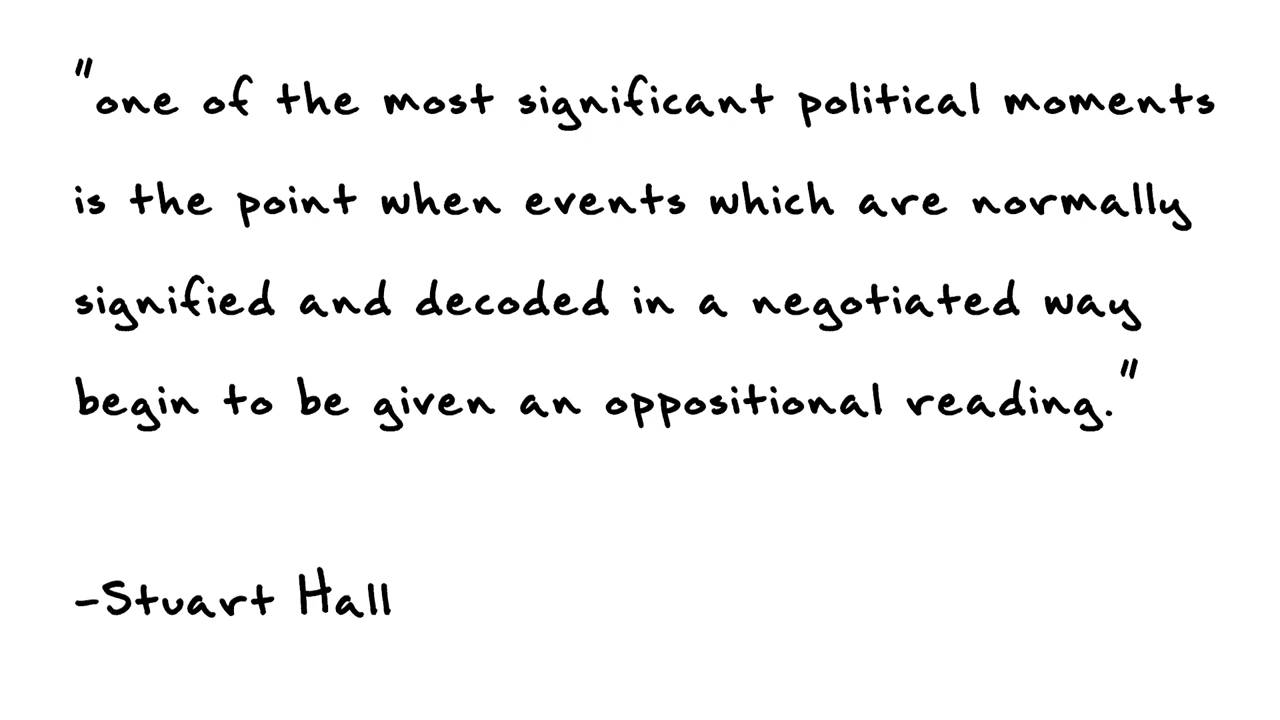 "one of the most significant political moments
is the point when events which are normally
signified and decoded in a negotiated way
begin to be given an oppositional reading."
-Stuart Hall